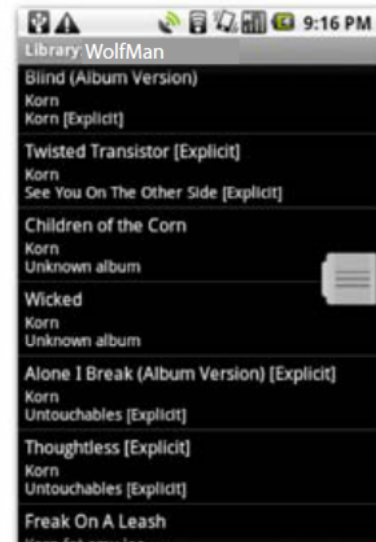 9:16 PM
Library: WolfMan
Blind (Album Version)
Korn
Korn [Explicit]
Twisted Transistor [Explicit]
Korn
See You On The Other Side [Explicit]
Children of the Corn
Korn
Unknown album
Wicked
Korn
Unknown album
Alone I Break (Album Version) [Explicit]
Korn
Untouchables [Explicit]
Thoughtless [Explicit]
Korn
Untouchables [Explicit]
Freak On A Leash